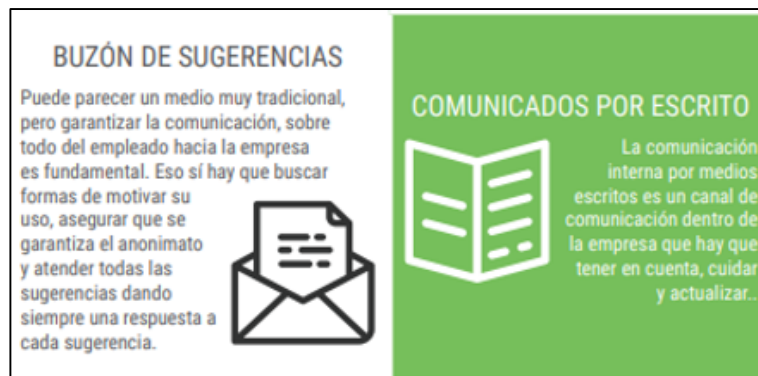 BUZÓN DE SUGERENCIAS
Puede parecer un medio muy tradicional,
pero garantizar la comunicación, sobre
todo del empleado hacia la empresa
es fundamental. Eso sí hay que buscar
formas de motivar su
uso, asegurar que se
garantiza el anonimato
y atender todas las
sugerencias dando
siempre una respuesta a
cada sugerencia.
COMUNICADOS POR ESCRITO
La comunicación
interna por medios
escritos es un canal de
comunicación dentro de
la empresa que hay que
tener en cuenta, cuidar
y actualizar..